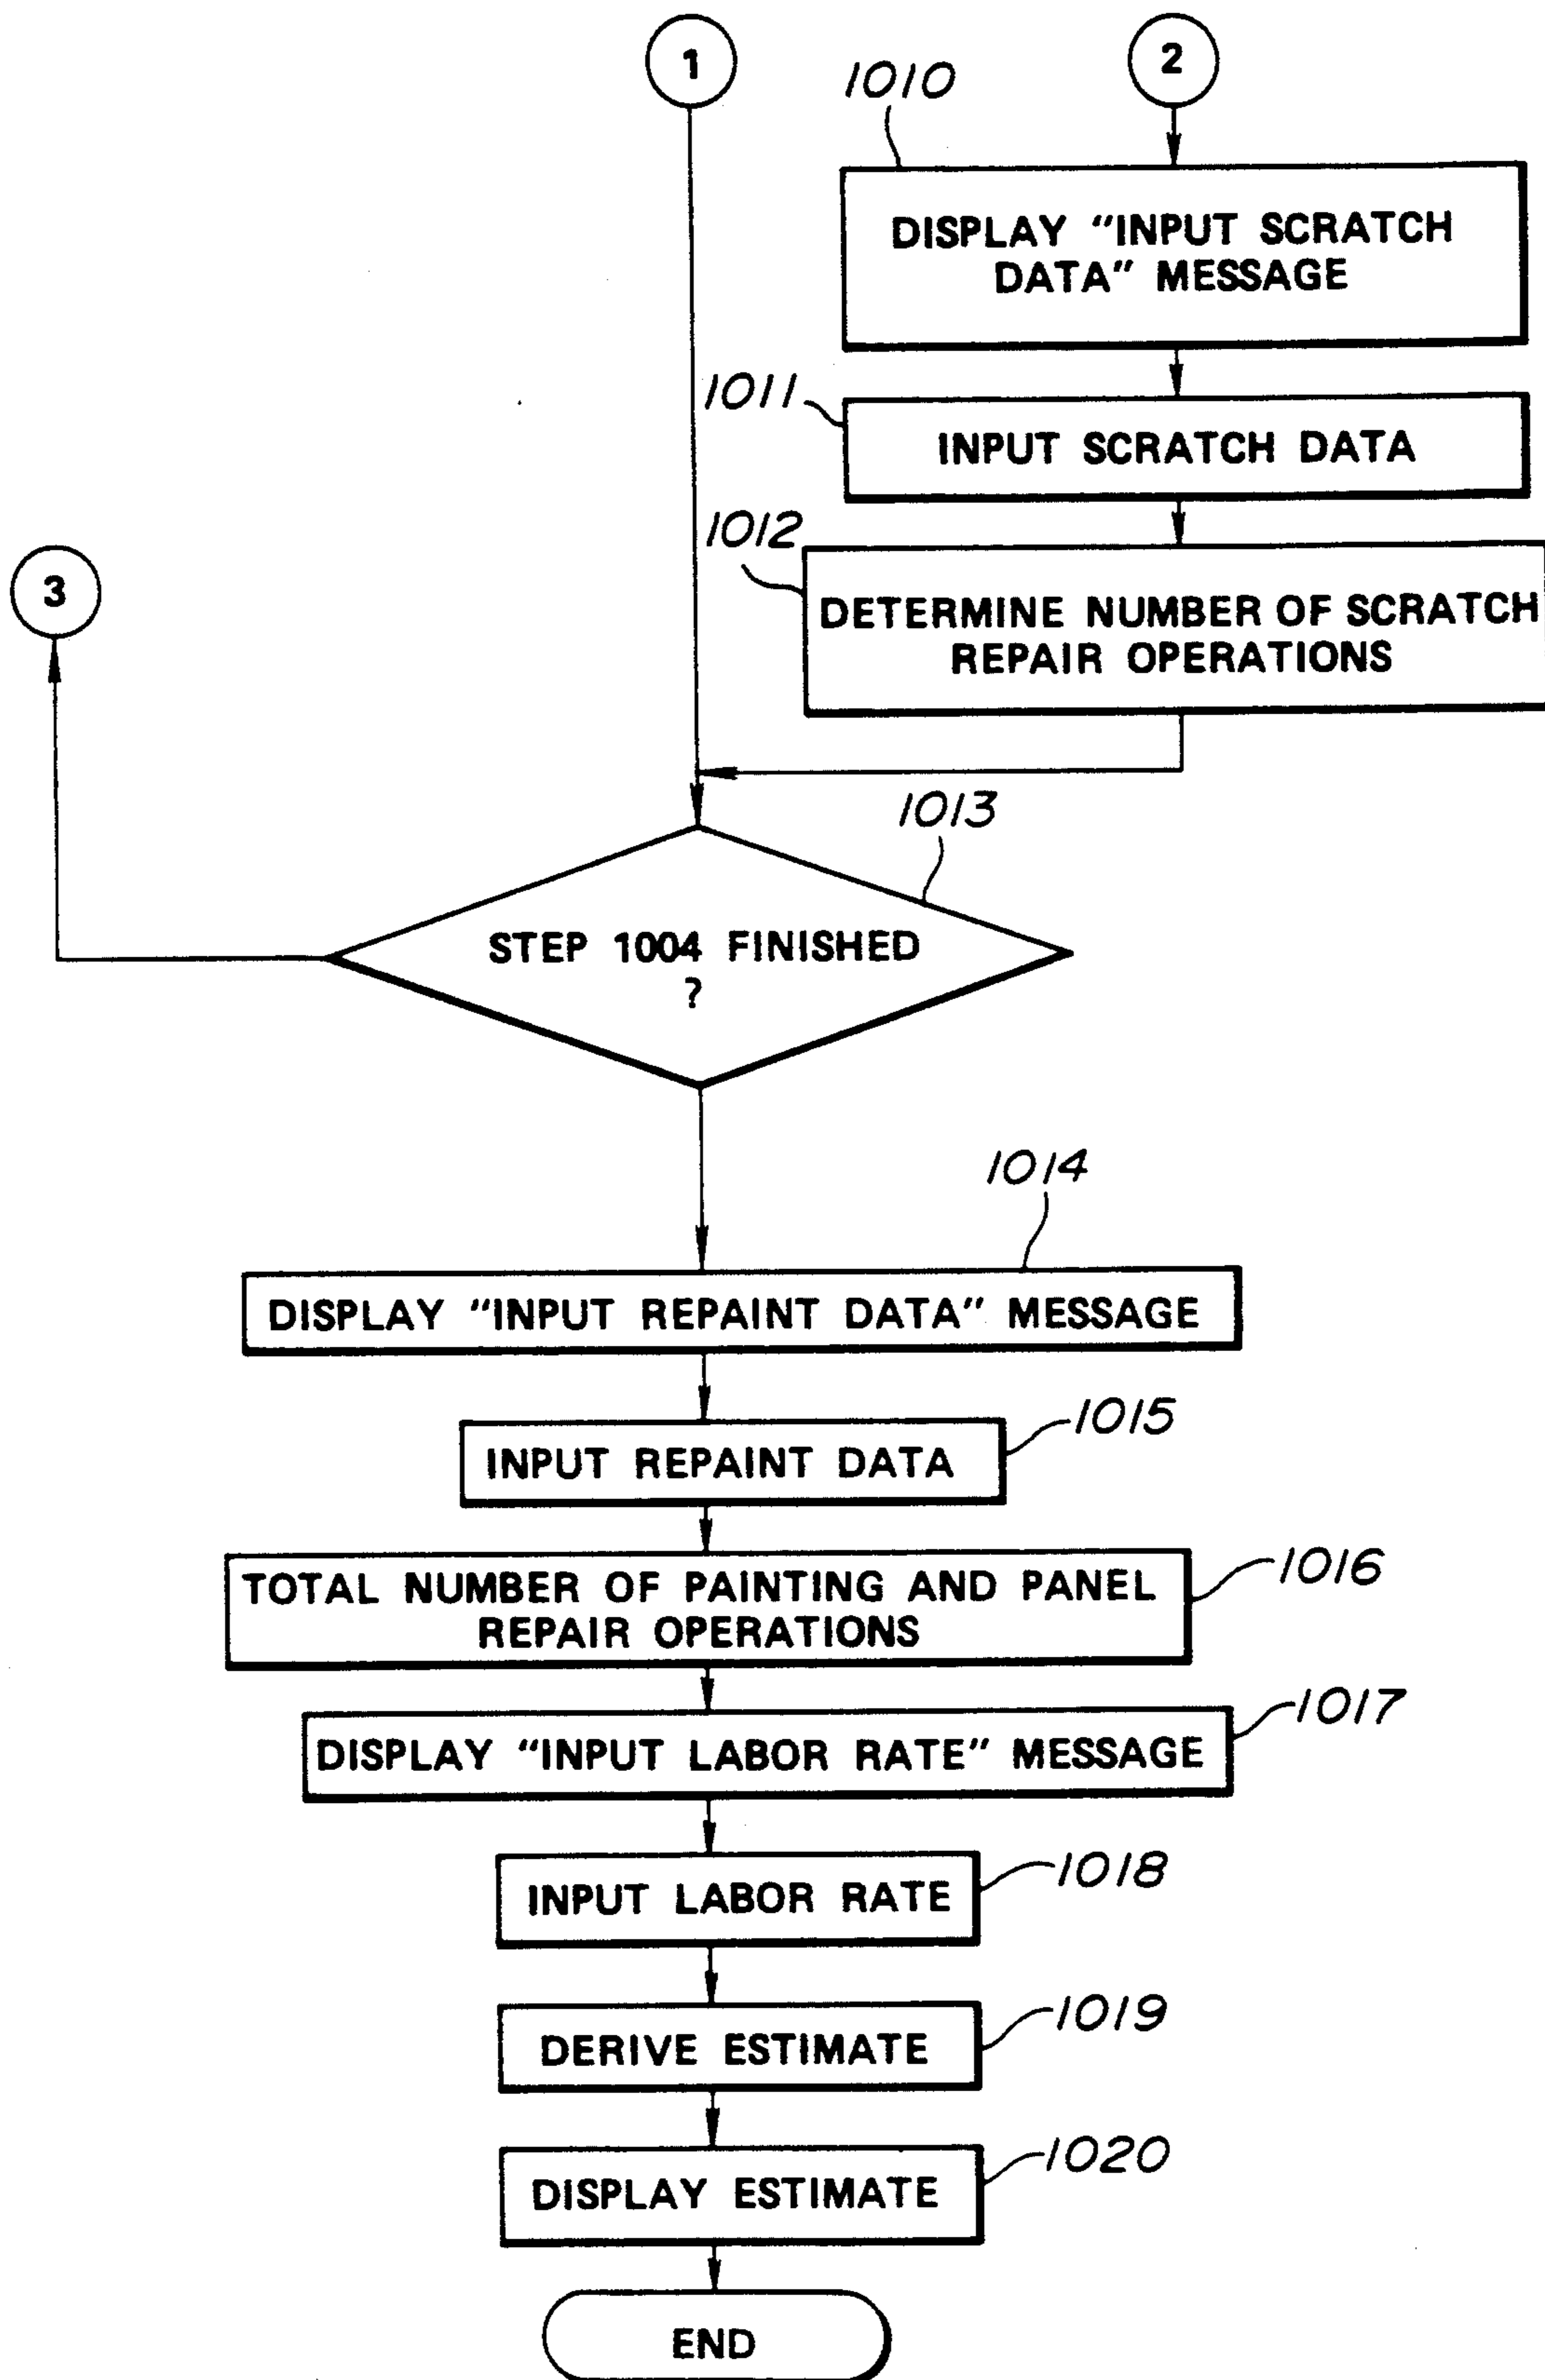 1
2
1010
DISPLAY "INPUT SCRATCH
DATA" MESSAGE
1011
INPUT SCRATCH DATA
1012
DETERMINE NUMBER OF SCRATCH
REPAIR OPERATIONS
3
1013
STEP 1004 FINISHED
?
1014
DISPLAY "INPUT REPAINT DATA" MESSAGE
1015
INPUT REPAINT DATA
1016
TOTAL NUMBER OF PAINTING AND PANEL
REPAIR OPERATIONS
1017
DISPLAY "INPUT LABOR RATE" MESSAGE
1018
INPUT LABOR RATE
1019
DERIVE ESTIMATE
1020
DISPLAY ESTIMATE
END